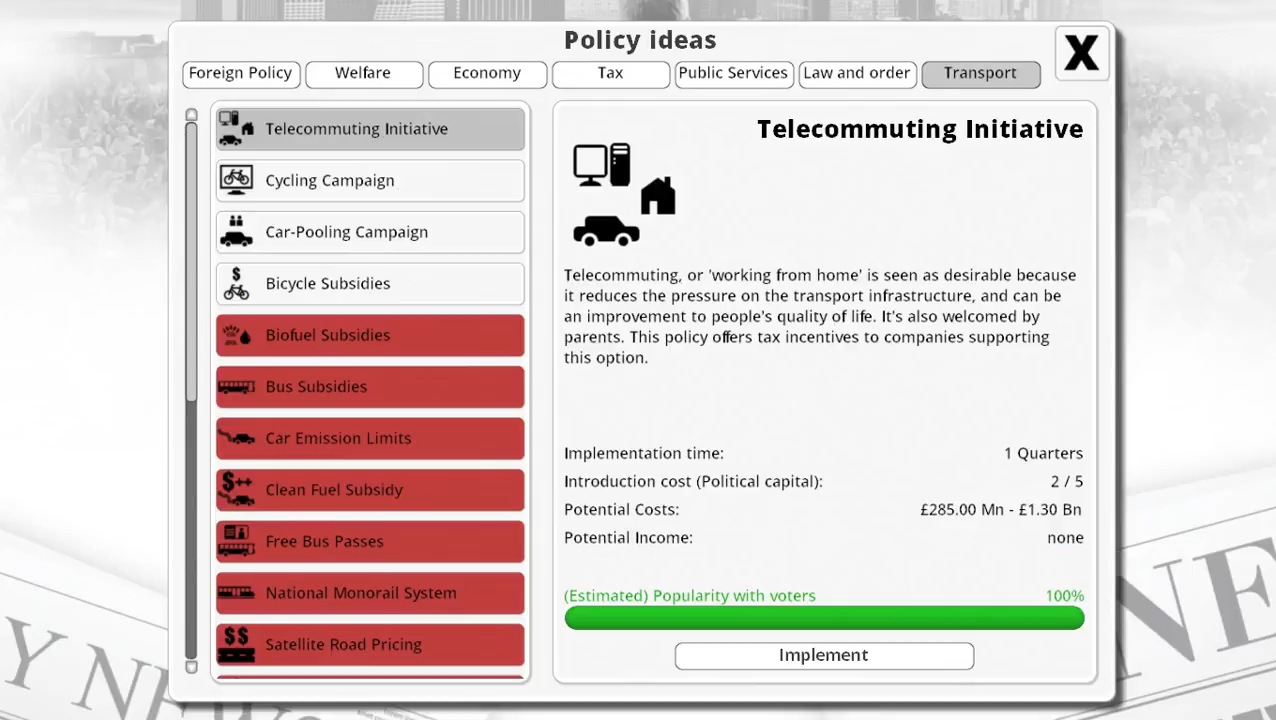 Policy ideas
X
Foreign Policy
Welfare
Economy
Tax
Public Services
Law and order
Transport
Telecommuting Initiative
Cycling Campaign
Car-Pooling Campaign
Bicycle Subsidies
Biofuel Subsidies
Bus Subsidies
Car Emission Limits
Clean Fuel Subsidy
Free Bus Passes
National Monorail System
Satellite Road Pricing
Telecommuting Initiative
Telecommuting, or 'working from home' is seen as desirable because
it reduces the pressure on the transport infrastructure, and can be
an improvement to people's quality of life. It's also welcomed by
parents. This policy offers tax incentives to companies supporting
this option.
Implementation time: 1 Quarters
Introduction cost (Political capital): 2 / 5
Potential Costs: £285.00 Mn - £1.30 Bn
Potential Income: none
(Estimated) Popularity with voters 100%
Implement